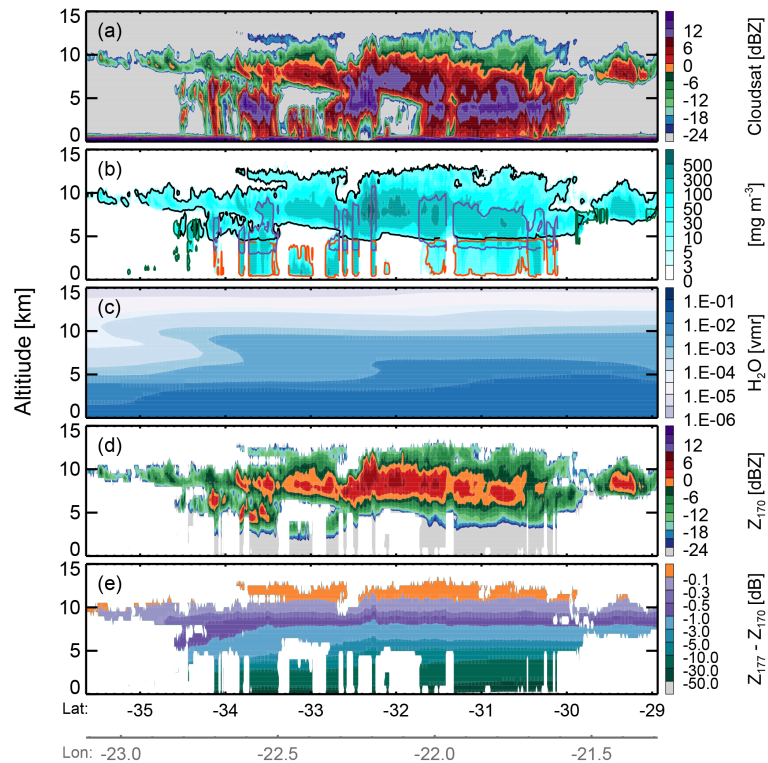 15
(a)
10
5
0
12
6
0
-6
-12
-18
-24
Cloudsat [dBZ]
15
(b)
10
5
0
500
300
100
50
30
10
5
3
0
[mg m⁻³]
15
(c)
10
5
0
1.E-01
1.E-02
1.E-03
1.E-04
1.E-05
1.E-06
H₂O [vmr]
Altitiude [km]
15
(d)
10
5
0
12
6
0
-6
-12
-18
-24
Z₁₇₀ [dBZ]
15
(e)
10
5
0
-0.1
-0.3
-0.5
-1.0
-3.0
-5.0
-10.0
-30.0
-50.0
Z₁₇₇ - Z₁₇₀ [dB]
Lat: -35 -34 -33 -32 -31 -30 -29
Lon: -23.0 -22.5 -22.0 -21.5